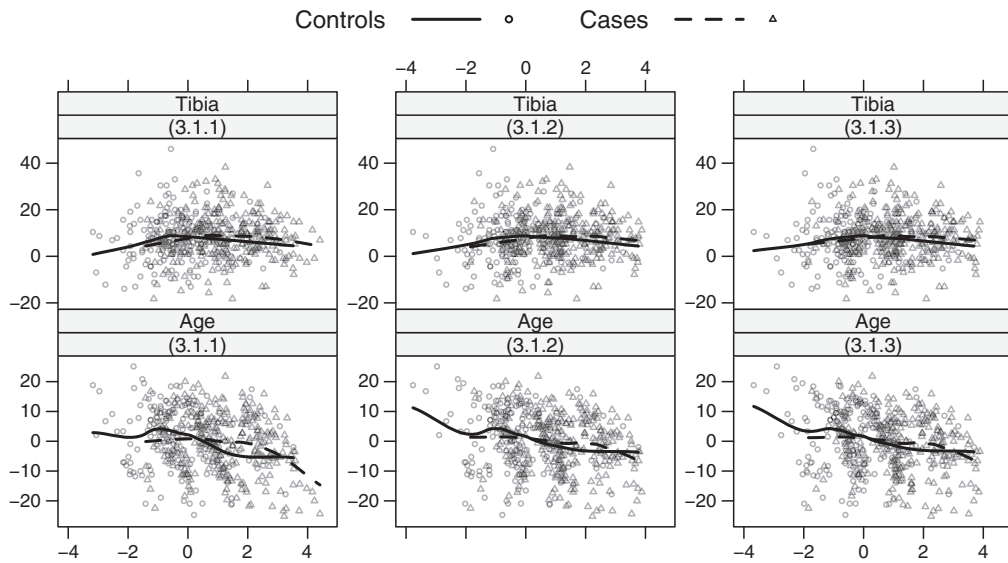 Controls Cases
−4 −2 0 2 4
Tibia Tibia Tibia
(3.1.1) (3.1.2) (3.1.3)
40 40 40
20 20 20
0 0 0
−20 −20 −20
Age Age Age
(3.1.1) (3.1.2) (3.1.3)
20 20 20
10 10 10
0 0 0
−10 −10 −10
−20 −20 −20
−4 −2 0 2 4 −4 −2 0 2 4